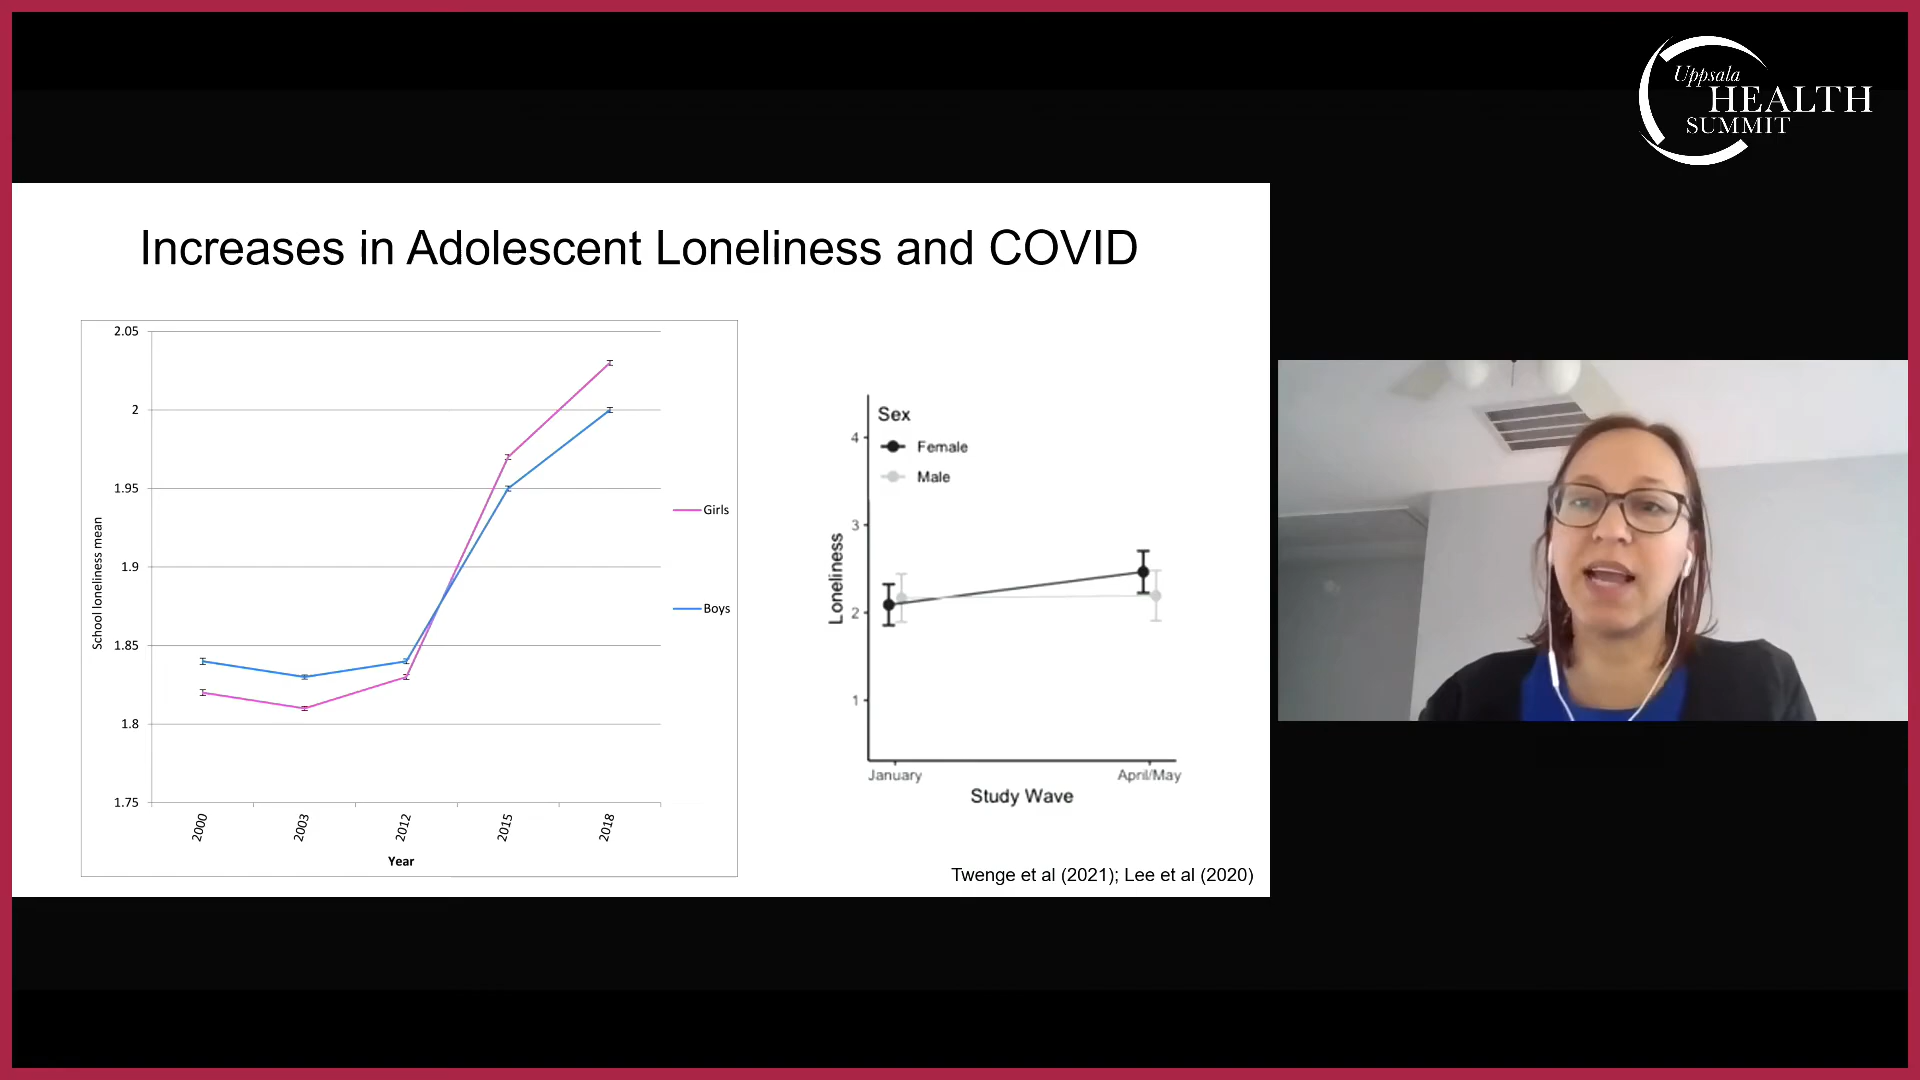 Uppsala
HEALTH
SUMMIT
Increases in Adolescent Loneliness and COVID
2.05
2
1.95
1.9
1.85
1.8
1.75
School loneliness mean
2000
2003
2012
2015
2018
Year
Girls
Boys
Sex
Female
Male
4
3
2
1
Loneliness
January
April/May
Study Wave
Twenge et al (2021); Lee et al (2020)